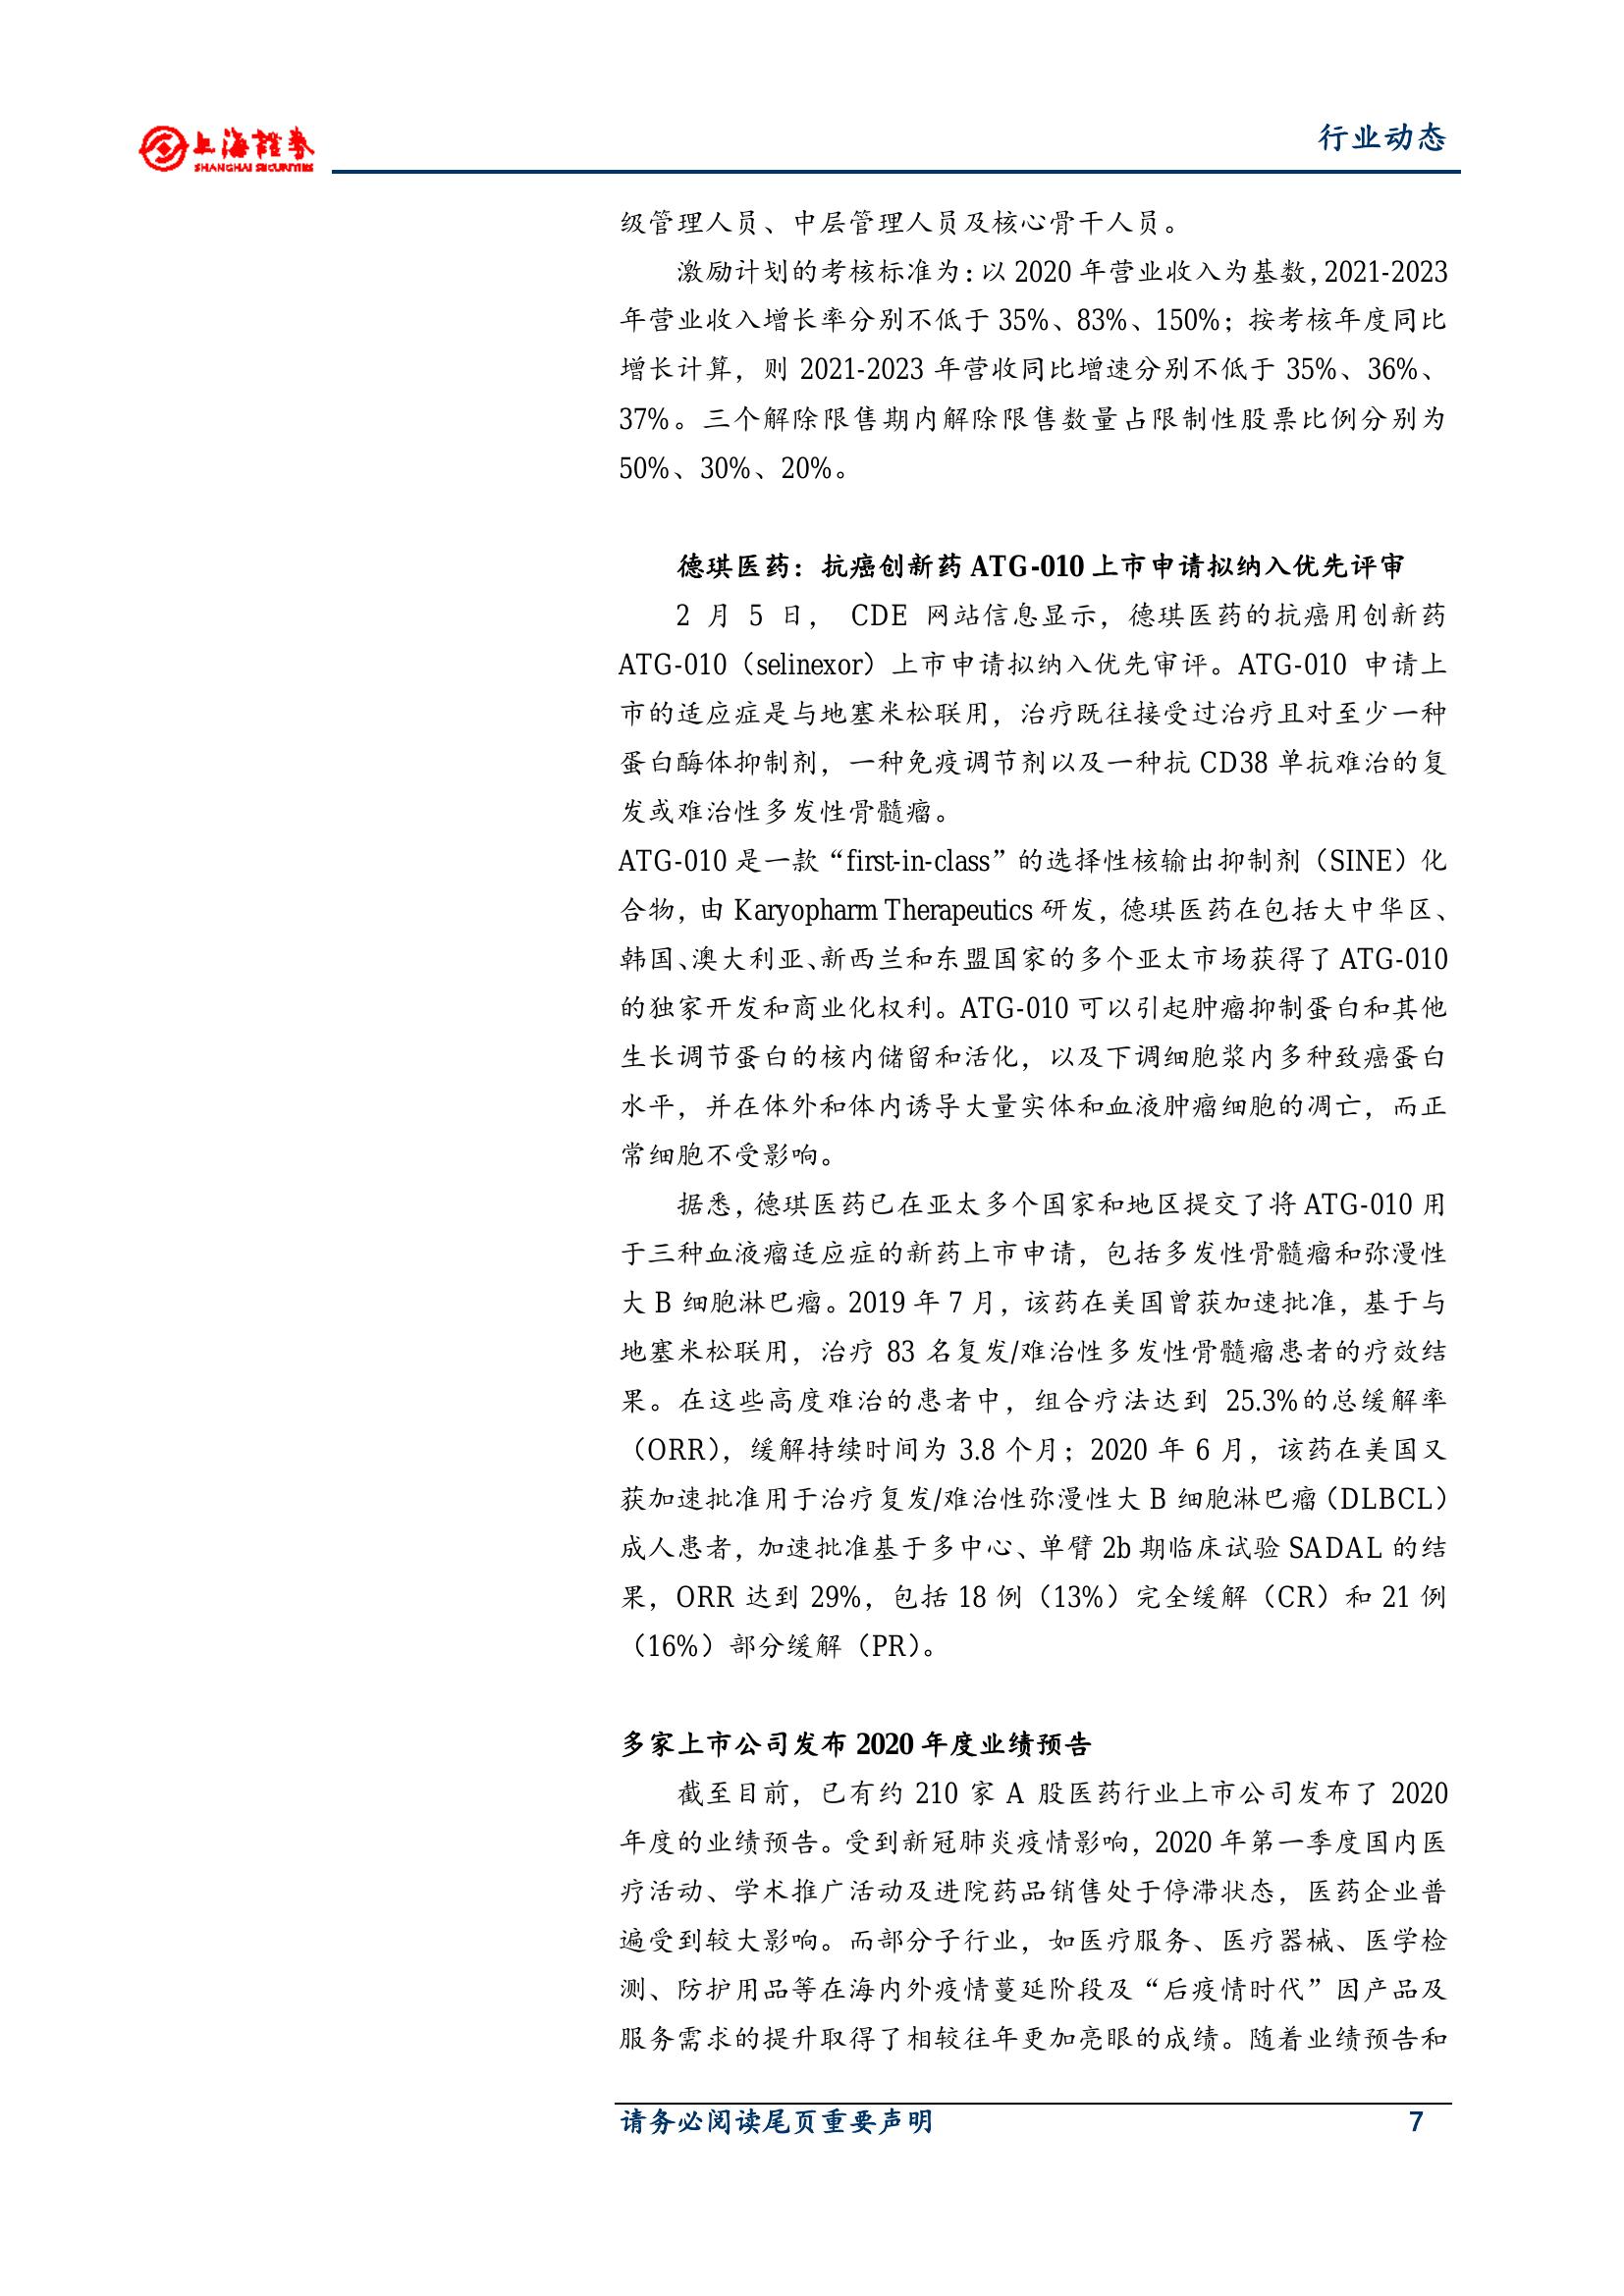 上海證券
SHANGHAI SECURITIES
行业动态
级管理人员、中层管理人员及核心骨干人员。
激励计划的考核标准为：以 2020 年营业收入为基数，2021-2023
年营业收入增长率分别不低于 35%、83%、150%；按考核年度同比
增长计算，则 2021-2023 年营收同比增速分别不低于 35%、36%、
37%。三个解除限售期内解除限售数量占限制性股票比例分别为
50%、30%、20%。
德琪医药：抗癌创新药 ATG-010 上市申请拟纳入优先评审
2 月 5 日， CDE 网站信息显示，德琪医药的抗癌用创新药
ATG-010（selinexor）上市申请拟纳入优先审评。ATG-010 申请上
市的适应症是与地塞米松联用，治疗既往接受过治疗且对至少一种
蛋白酶体抑制剂，一种免疫调节剂以及一种抗 CD38 单抗难治的复
发或难治性多发性骨髓瘤。
ATG-010 是一款“first-in-class”的选择性核输出抑制剂（SINE）化
合物，由 Karyopharm Therapeutics 研发，德琪医药在包括大中华区、
韩国、澳大利亚、新西兰和东盟国家的多个亚太市场获得了 ATG-010
的独家开发和商业化权利。ATG-010 可以引起肿瘤抑制蛋白和其他
生长调节蛋白的核内储留和活化，以及下调细胞浆内多种致癌蛋白
水平，并在体外和体内诱导大量实体和血液肿瘤细胞的凋亡，而正
常细胞不受影响。
据悉，德琪医药已在亚太多个国家和地区提交了将 ATG-010 用
于三种血液瘤适应症的新药上市申请，包括多发性骨髓瘤和弥漫性
大 B 细胞淋巴瘤。2019 年 7 月，该药在美国曾获加速批准，基于与
地塞米松联用，治疗 83 名复发/难治性多发性骨髓瘤患者的疗效结
果。在这些高度难治的患者中，组合疗法达到 25.3%的总缓解率
（ORR），缓解持续时间为 3.8 个月；2020 年 6 月，该药在美国又
获加速批准用于治疗复发/难治性弥漫性大 B 细胞淋巴瘤（DLBCL）
成人患者，加速批准基于多中心、单臂 2b 期临床试验 SADAL 的结
果，ORR 达到 29%，包括 18 例（13%）完全缓解（CR）和 21 例
（16%）部分缓解（PR）。
多家上市公司发布 2020 年度业绩预告
截至目前，已有约 210 家 A 股医药行业上市公司发布了 2020
年度的业绩预告。受到新冠肺炎疫情影响，2020 年第一季度国内医
疗活动、学术推广活动及进院药品销售处于停滞状态，医药企业普
遍受到较大影响。而部分子行业，如医疗服务、医疗器械、医学检
测、防护用品等在海内外疫情蔓延阶段及“后疫情时代”因产品及
服务需求的提升取得了相较往年更加亮眼的成绩。随着业绩预告和
请务必阅读尾页重要声明 7